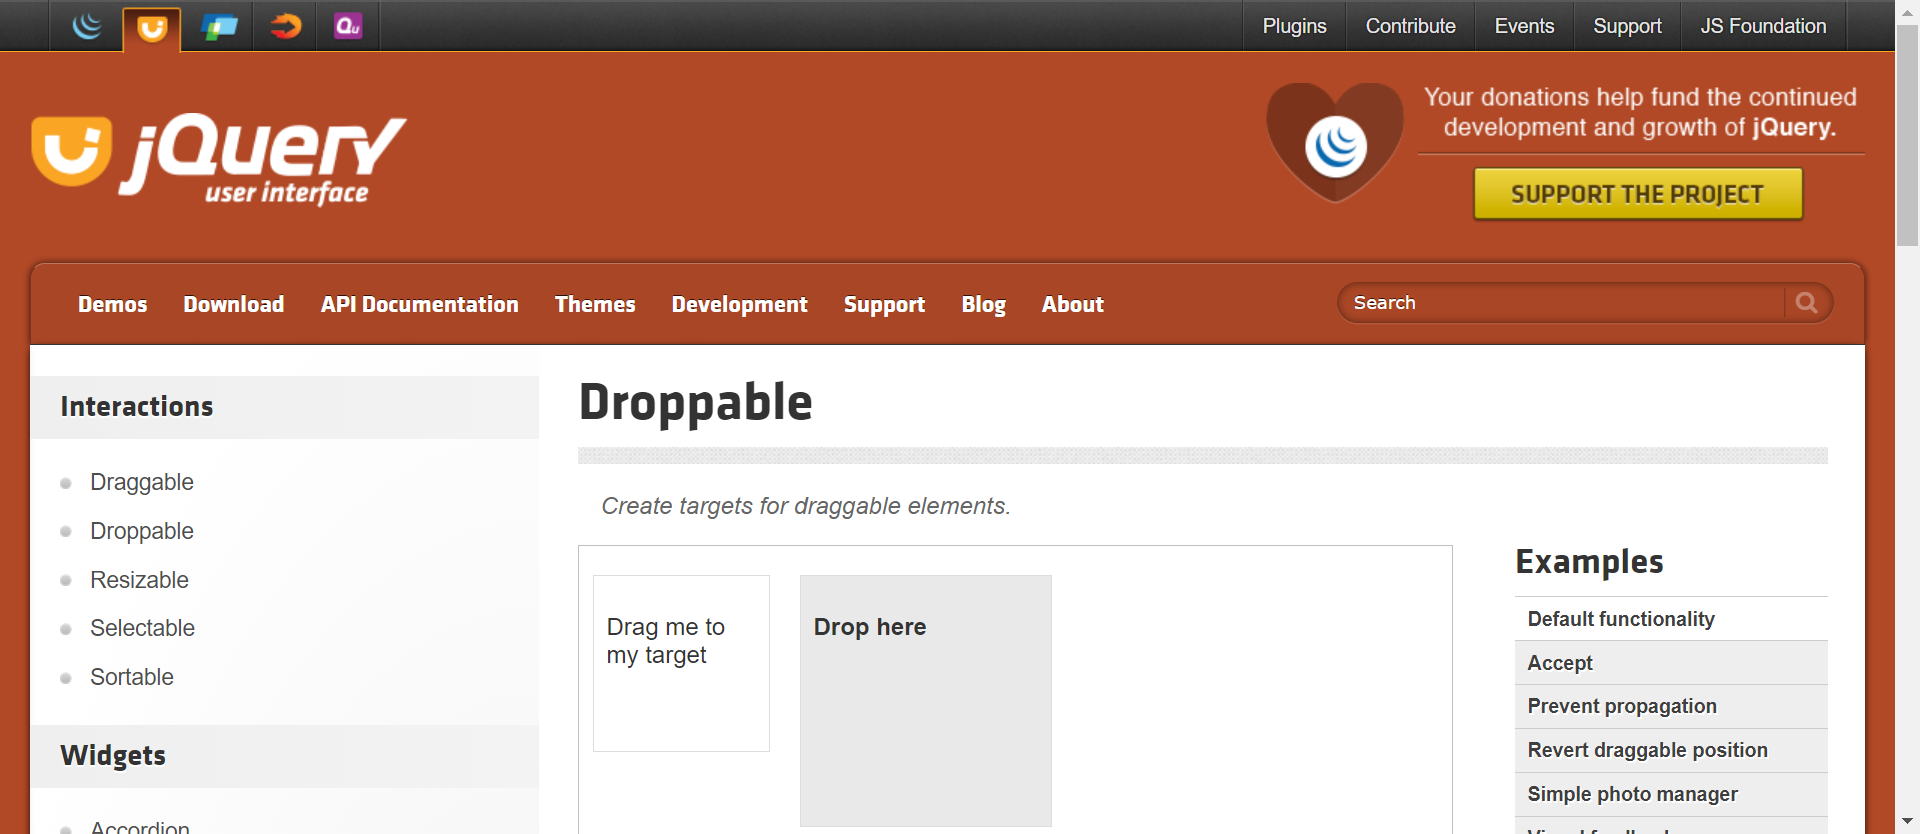 Qu
Plugins
Contribute
Events
Support
JS Foundation
jQuery
user interface
Your donations help fund the continued
development and growth of jQuery.
SUPPORT THE PROJECT
Demos
Download
API Documentation
Themes
Development
Support
Blog
About
Search
Interactions
Draggable
Droppable
Resizable
Selectable
Sortable
Widgets
Accordion
Droppable
Create targets for draggable elements.
Drag me to
my target
Drop here
Examples
Default functionality
Accept
Prevent propagation
Revert draggable position
Simple photo manager